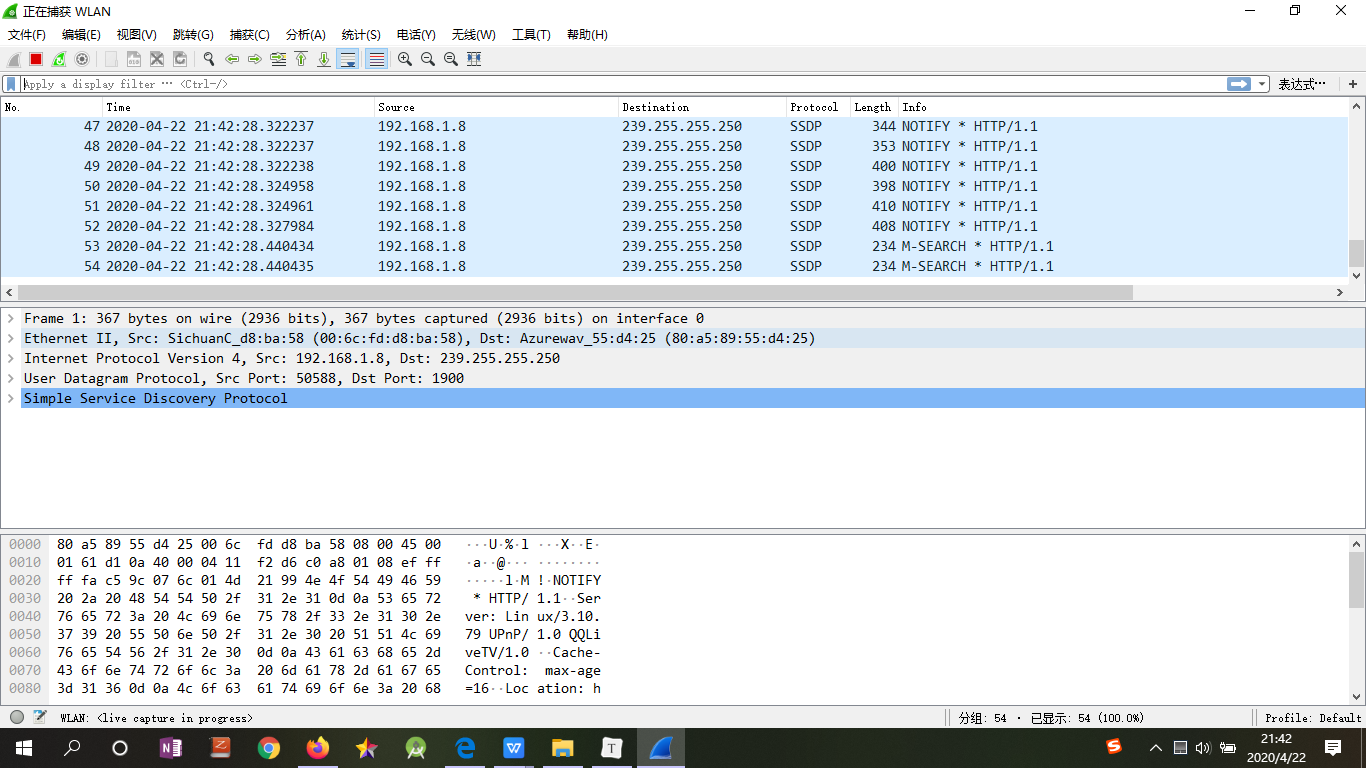 正在捕获 WLAN
文件(F) 编辑(E) 视图(V) 跳转(G) 捕获(C) 分析(A) 统计(S) 电话(Y) 无线(W) 工具(T) 帮助(H)
Apply a display filter … <Ctrl-/> 表达式… +
No. Time Source Destination Protocol Length Info
47 2020-04-22 21:42:28.322237 192.168.1.8 239.255.255.250 SSDP 344 NOTIFY * HTTP/1.1
48 2020-04-22 21:42:28.322237 192.168.1.8 239.255.255.250 SSDP 353 NOTIFY * HTTP/1.1
49 2020-04-22 21:42:28.322238 192.168.1.8 239.255.255.250 SSDP 400 NOTIFY * HTTP/1.1
50 2020-04-22 21:42:28.324958 192.168.1.8 239.255.255.250 SSDP 398 NOTIFY * HTTP/1.1
51 2020-04-22 21:42:28.324961 192.168.1.8 239.255.255.250 SSDP 410 NOTIFY * HTTP/1.1
52 2020-04-22 21:42:28.327984 192.168.1.8 239.255.255.250 SSDP 408 NOTIFY * HTTP/1.1
53 2020-04-22 21:42:28.440434 192.168.1.8 239.255.255.250 SSDP 234 M-SEARCH * HTTP/1.1
54 2020-04-22 21:42:28.440435 192.168.1.8 239.255.255.250 SSDP 234 M-SEARCH * HTTP/1.1
Frame 1: 367 bytes on wire (2936 bits), 367 bytes captured (2936 bits) on interface 0
Ethernet II, Src: SichuanC_d8:ba:58 (00:6c:fd:d8:ba:58), Dst: Azurewav_55:d4:25 (80:a5:89:55:d4:25)
Internet Protocol Version 4, Src: 192.168.1.8, Dst: 239.255.255.250
User Datagram Protocol, Src Port: 50588, Dst Port: 1900
Simple Service Discovery Protocol
0000 80 a5 89 55 d4 25 00 6c fd d8 ba 58 08 00 45 00 ···U·%·l ···X··E·
0010 01 61 d1 0a 40 00 04 11 f2 d6 c0 a8 01 08 ef ff ·a··@··· ········
0020 ff fa c5 9c 07 6c 01 4d 21 99 4e 4f 54 49 46 59 ·····l·M !·NOTIFY
0030 20 2a 20 48 54 54 50 2f 31 2e 31 0d 0a 53 65 72 * HTTP/ 1.1··Ser
0040 76 65 72 3a 20 4c 69 6e 75 78 2f 33 2e 31 30 2e ver: Lin ux/3.10.
0050 37 39 20 55 50 6e 50 2f 31 2e 30 20 51 51 4c 69 79 UPnP/ 1.0 QQLi
0060 76 65 54 56 2f 31 2e 30 0d 0a 43 61 63 68 65 2d veTV/1.0 ··Cache-
0070 43 6f 6e 74 72 6f 6c 3a 20 6d 61 78 2d 61 67 65 Control: max-age
0080 3d 31 36 0d 0a 4c 6f 63 61 74 69 6f 6e 3a 20 68 =16··Loc ation: h
WLAN: <live capture in progress> 分组: 54 · 已显示: 54 (100.0%) Profile: Default
21:42
2020/4/22